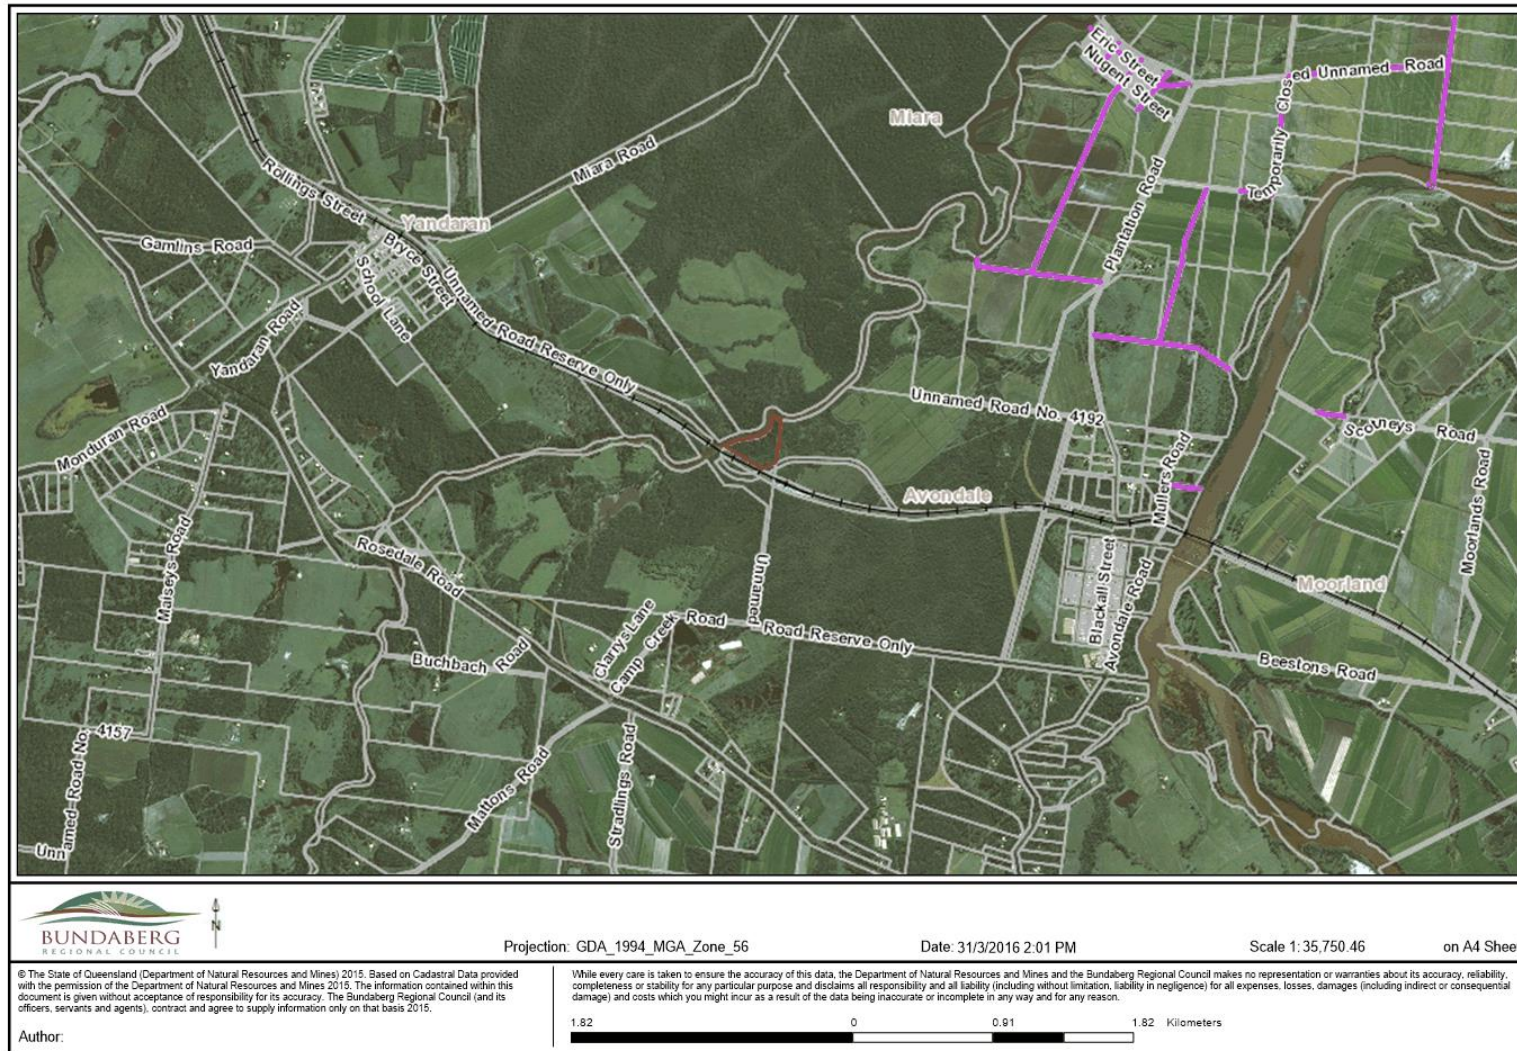 Eric Street
Nugent Street
Temporarily Closed Unnamed Road
Miara
Miara Road
Rollings Street
Yandaran
Plantation Road
Gamlins Road
Bryce Street
School Lane
Unnamed Road Reserve Only
Yandaran Road
Unnamed Road No. 4192
Monduran Road
Scotneys Road
Mullers Road
Moorlands Road
Avondale
Maiseys Road
Rosedale Road
Unnamed
Blackall Street
Avondale Road
Moorland
Clarrys Lane
Camp Creek Road
Road Reserve Only
Buchbach Road
Beestons Road
Unnamed Road No. 4157
Mattons Road
Stradlings Road
BUNDABERG
REGIONAL COUNCIL
N
Projection: GDA_1994_MGA_Zone_56
Date: 31/3/2016 2:01 PM
Scale 1: 35,750.46
on A4 Sheet
© The State of Queensland (Department of Natural Resources and Mines) 2015. Based on Cadastral Data provided
with the permission of the Department of Natural Resources and Mines 2015. The information contained within this
document is given without acceptance of responsibility for its accuracy. The Bundaberg Regional Council (and its
officers, servants and agents), contract and agree to supply information only on that basis 2015.
Author:
While every care is taken to ensure the accuracy of this data, the Department of Natural Resources and Mines and the Bundaberg Regional Council makes no representation or warranties about its accuracy, reliability,
completeness or stability for any particular purpose and disclaims all responsibility and all liability (including without limitation, liability in negligence) for all expenses, losses, damages (including indirect or consequential
damage) and costs which you might incur as a result of the data being inaccurate or incomplete in any way and for any reason.
1.82 0 0.91 1.82 Kilometers